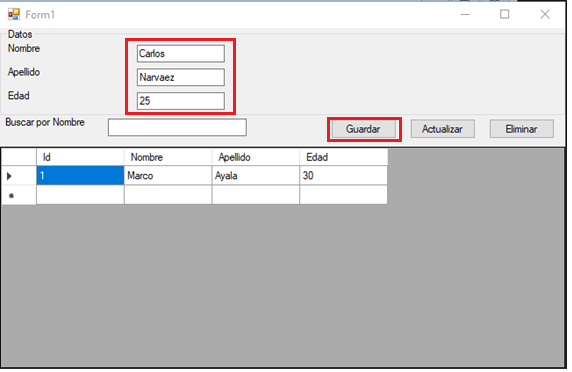 Form1
Datos
Nombre Carlos
Apellido Narvaez
Edad 25
Buscar por Nombre Guardar Actualizar Eliminar
Id Nombre Apellido Edad
1 Marco Ayala 30